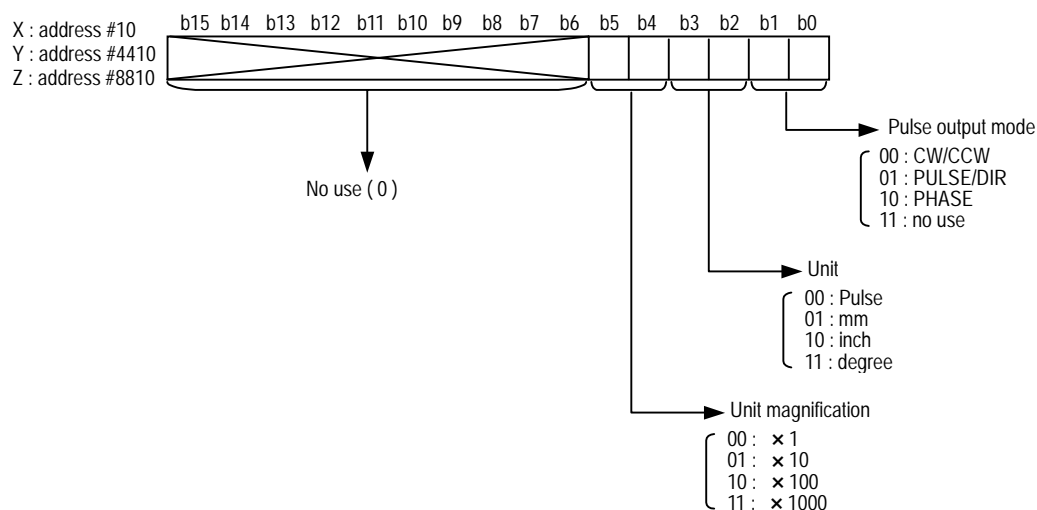 X : address #10
Y : address #4410
Z : address #8810
b15 b14 b13 b12 b11 b10 b9 b8 b7 b6 b5 b4 b3 b2 b1 b0
Pulse output mode
00 : CW/CCW
01 : PULSE/DIR
10 : PHASE
11 : no use
No use ( 0 )
Unit
00 : Pulse
01 : mm
10 : inch
11 : degree
Unit magnification
00 : × 1
01 : × 10
10 : × 100
11 : × 1000